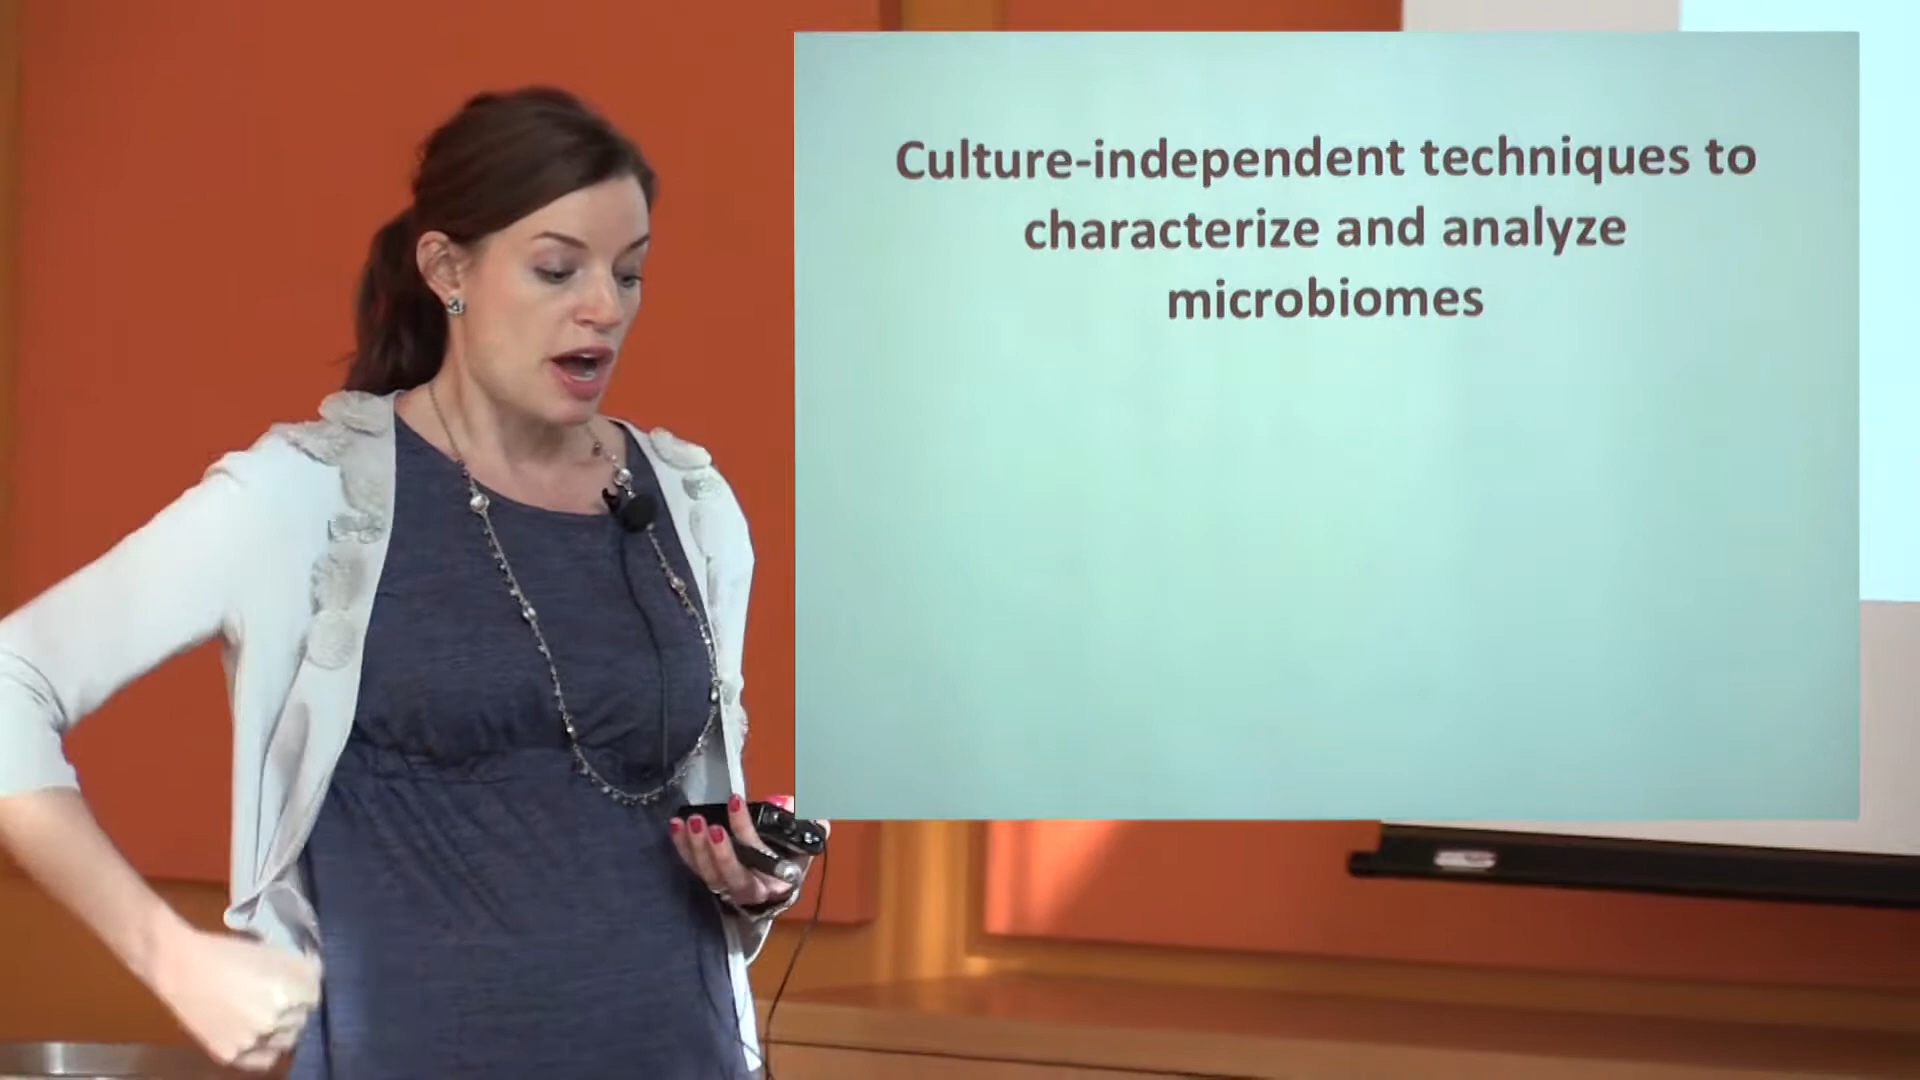 Culture-independent techniques to
characterize and analyze
microbiomes